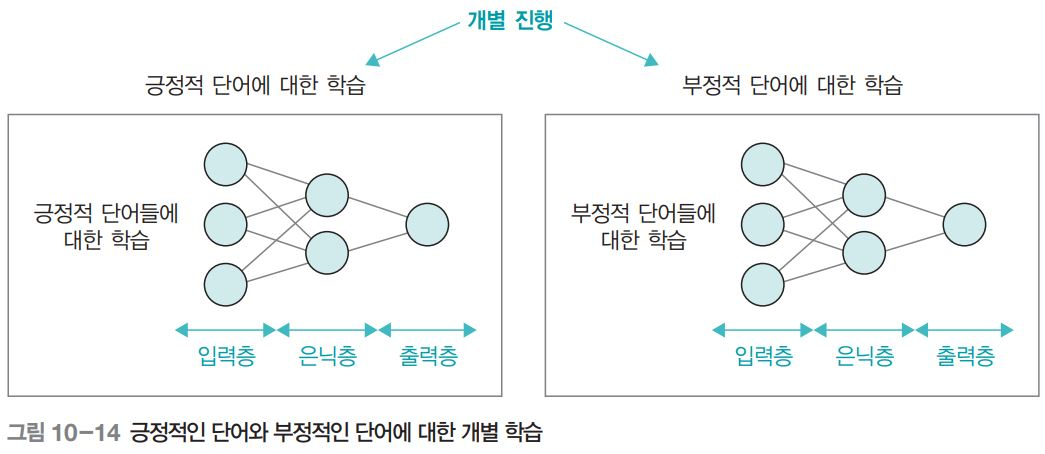 개별 진행
긍정적 단어에 대한 학습
부정적 단어에 대한 학습
긍정적 단어들에
대한 학습
입력층
은닉층
출력층
부정적 단어들에
대한 학습
입력층
은닉층
출력층
그림 10-14 긍정적인 단어와 부정적인 단어에 대한 개별 학습